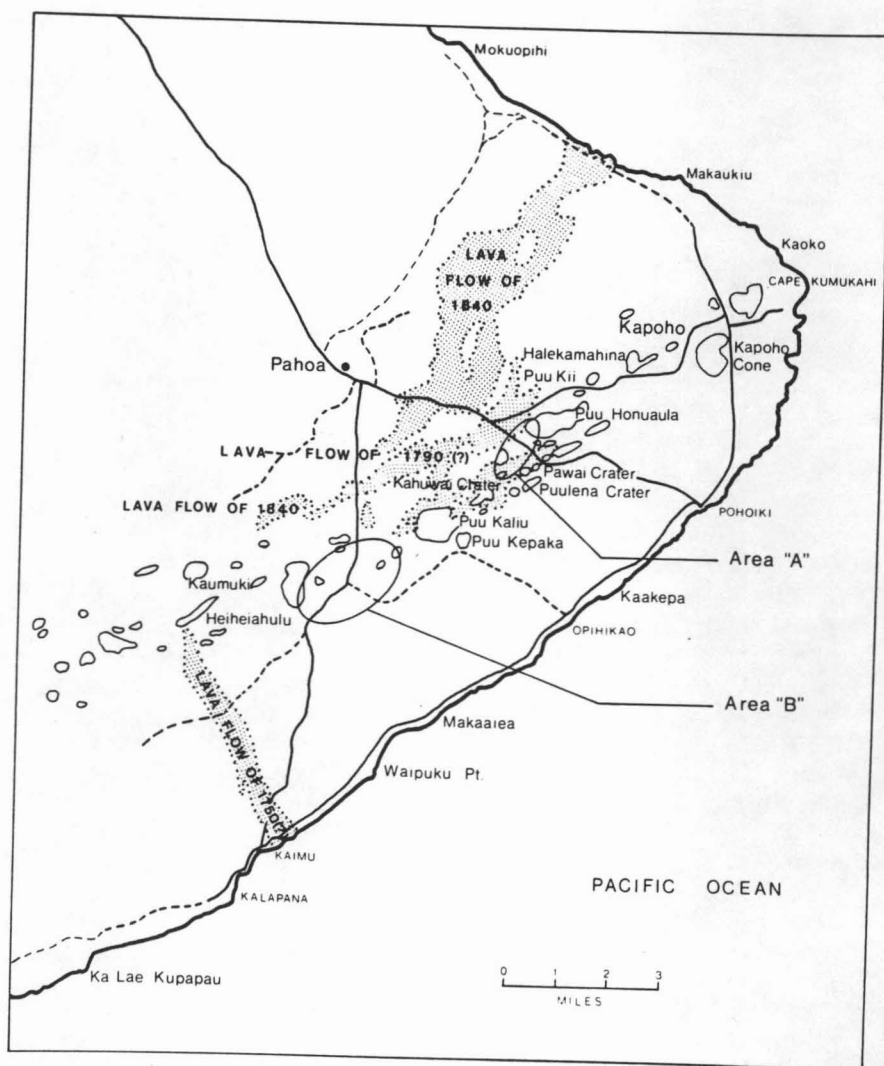 Mokuopihi
Makaukiu
Kaoko
CAPE KUMUKAHI
LAVA
FLOW OF
1840
Kapoho
Halekamahina
Kapoho
Cone
Pahoa
Puu Kii
Puu Honuaula
LAVA FLOW OF 1790 (?)
Kahuwai Crater
Pawai Crater
Puulena Crater
LAVA FLOW OF 1840
POHOIKI
Puu Kaliu
Puu Kepaka
Area "A"
Kaumuki
Kaakepa
Heiheiahulu
OPIHIKAO
LAVA FLOW OF 1750(?)
Area "B"
Makaalea
Waipuku Pt.
KAIMU
PACIFIC OCEAN
KALAPANA
Ka Lae Kupapau
0 1 2 3
MILES